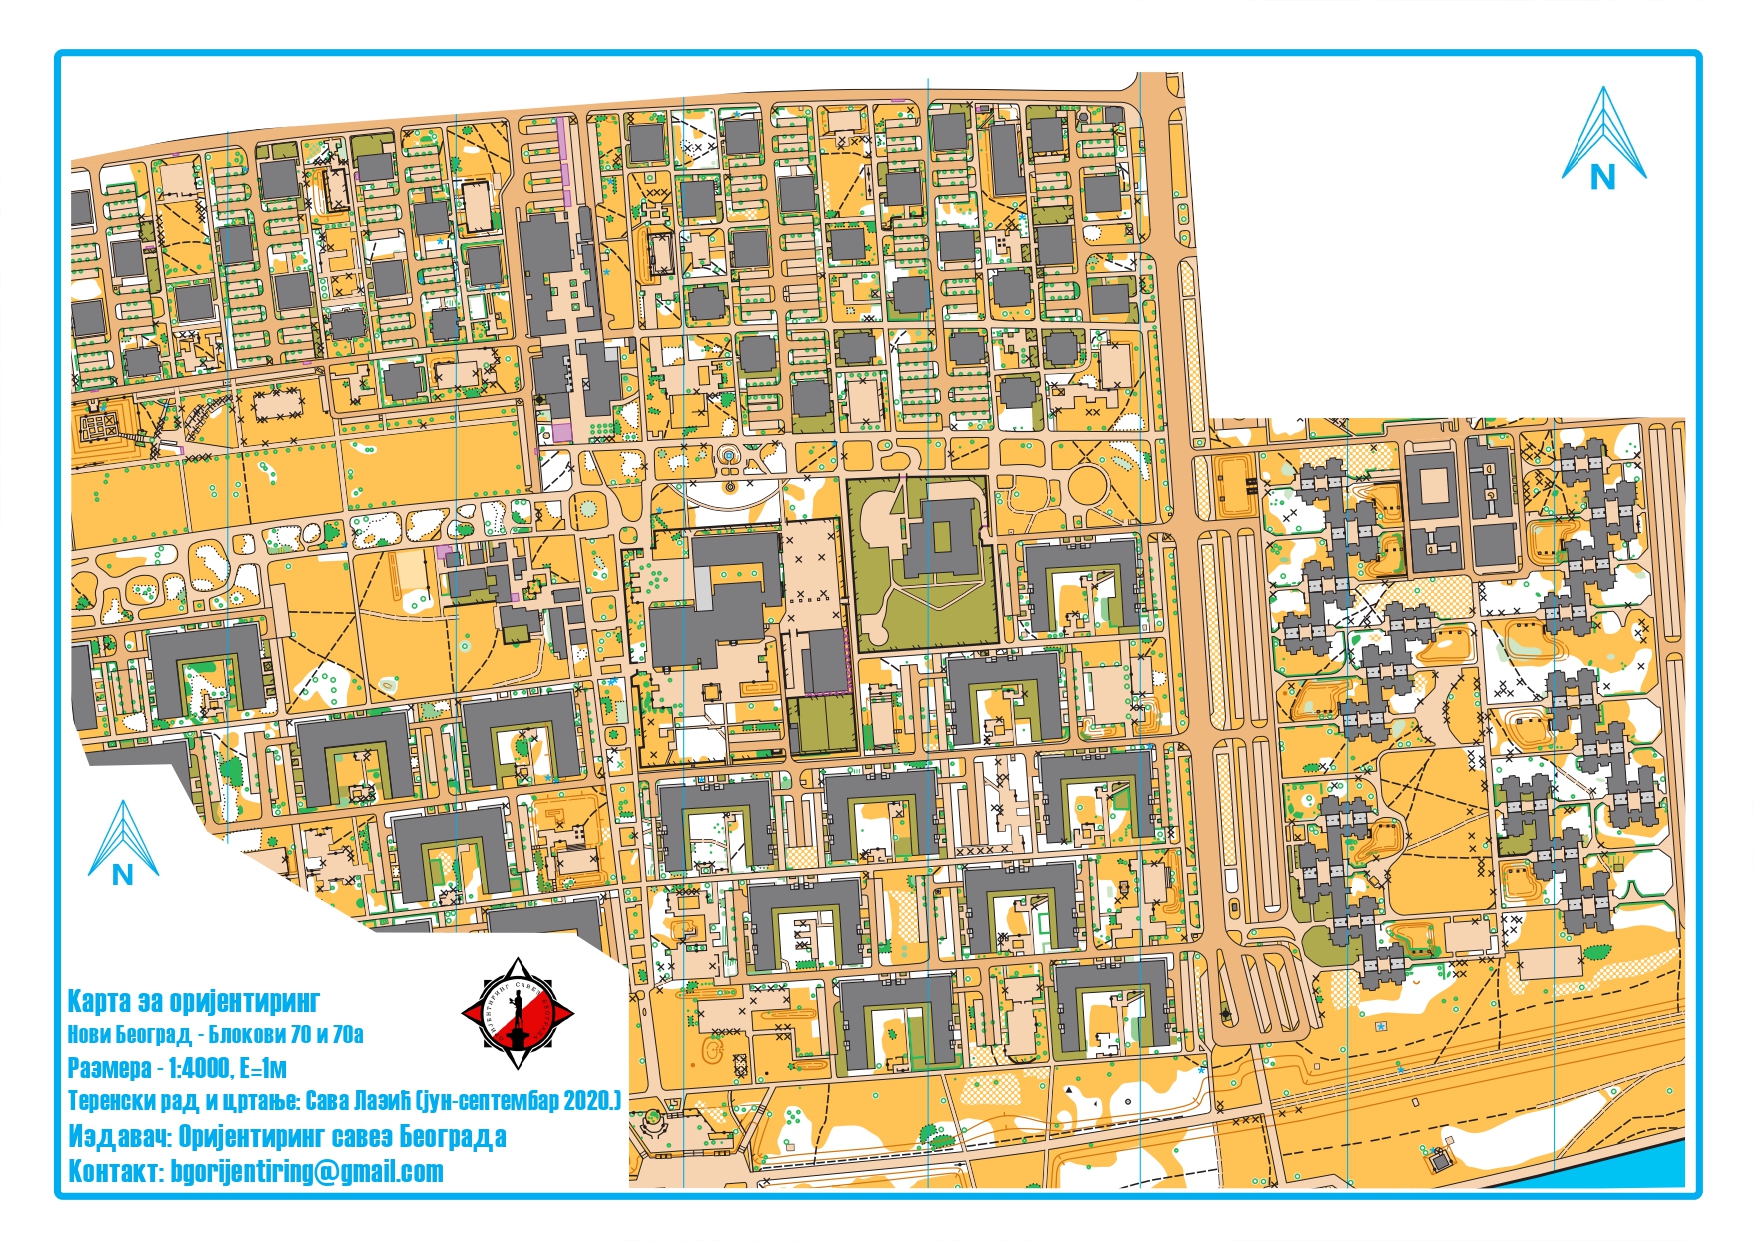 N
N
Карта за оријентиринг
Нови Београд - Блокови 70 и 70а
Размера - 1:4000, E=1м
Теренски рад и цртање: Сава Лазић (јун-септембар 2020.)
Издавач: Оријентиринг савез Београда
Контакт: bgorijentiring@gmail.com